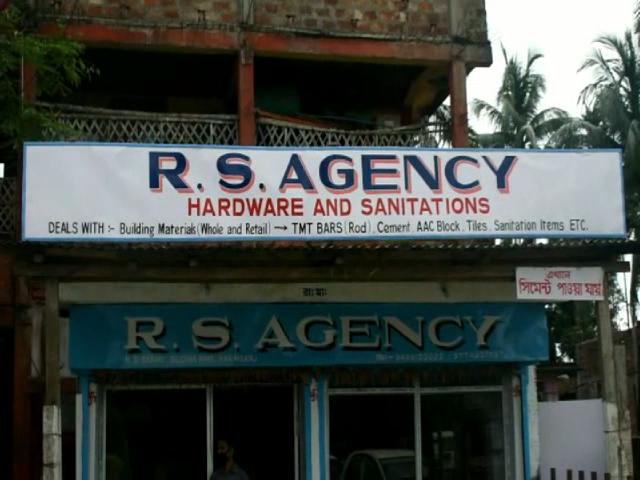 R. S. AGENCY
HARDWARE AND SANITATIONS
DEALS WITH :- Building Materials (Whole and Retail) → TMT BARS (Rod), Cement, AAC Block, Tiles, Sanitation Items ETC.
এখানে
সিমেন্ট পাওয়া যায়
R. S. AGENCY